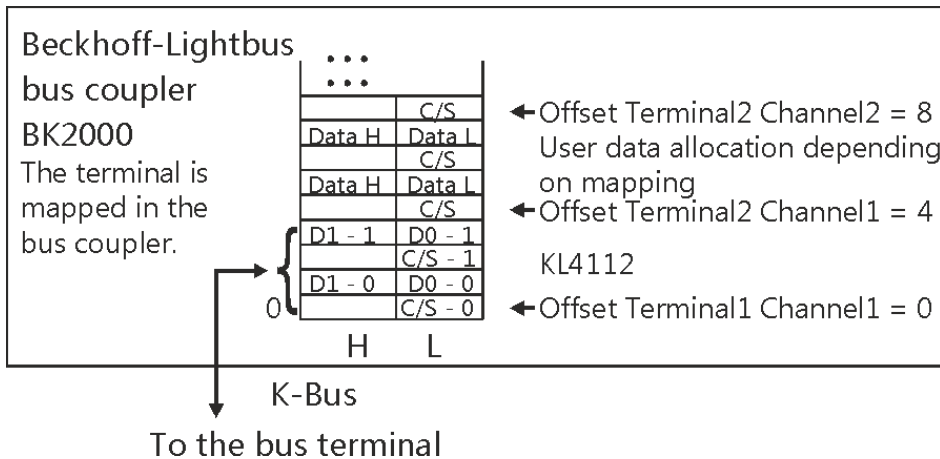 Beckhoff-Lightbus
bus coupler
BK2000
The terminal is
mapped in the
bus coupler.
C/S
Data H Data L
C/S
Data H Data L
C/S
D1 - 1 D0 - 1
C/S - 1
D1 - 0 D0 - 0
0 C/S - 0
H L
Offset Terminal2 Channel2 = 8
User data allocation depending
on mapping
Offset Terminal2 Channel1 = 4
KL4112
Offset Terminal1 Channel1 = 0
K-Bus
To the bus terminal